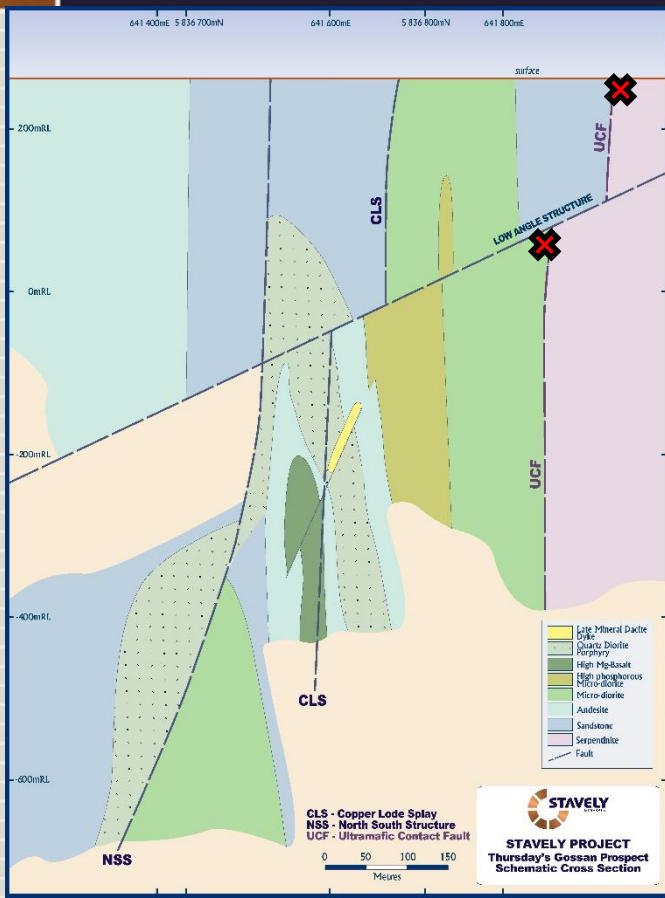 641 400mE 5 836 700mN 641 600mE 5 836 800mN 641 800mE
surface
200mRL
UCF
CLS
LOW ANGLE STRUCTURE
0mRL
-200mRL
UCF
-400mRL
Late Mineral Dacite
Dyke
Quartz Diorite
Porphyry
High Mg-Basalt
High phosphorous
Micro-diorite
Micro-diorite
Andesite
Sandstone
Serpentinite
Fault
CLS
-600mRL
NSS
CLS - Copper Lode Splay
NSS - North South Structure
UCF - Ultramafic Contact Fault
0 50 100 150
Metres
STAVELY
MINERALS
STAVELY PROJECT
Thursday's Gossan Prospect
Schematic Cross Section